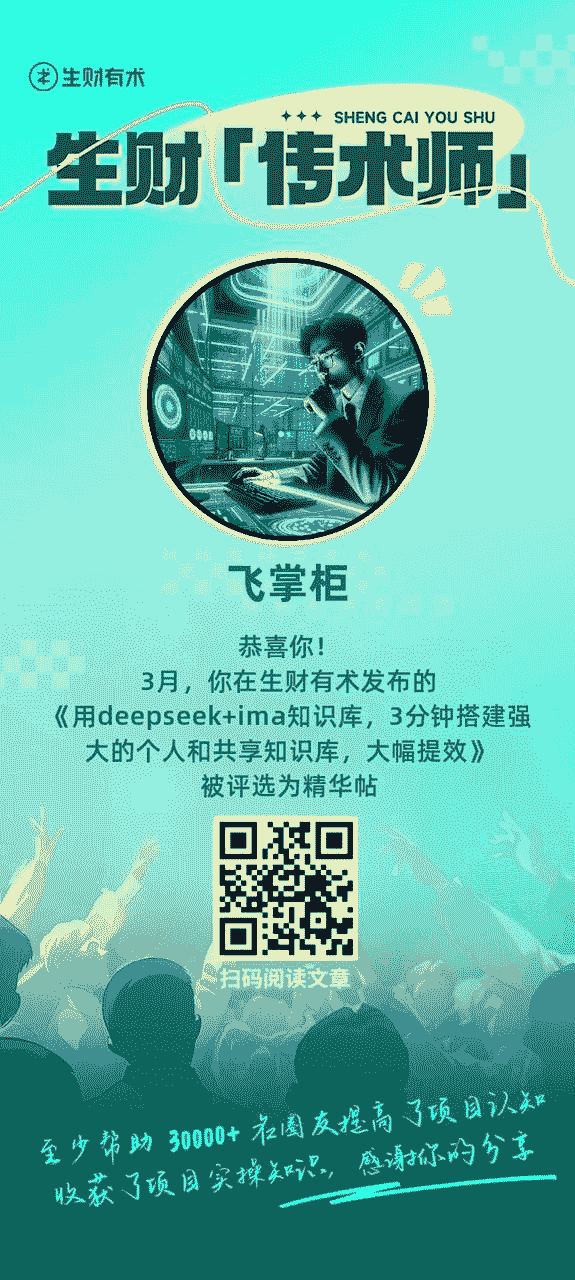 生财有术
SHENG CAI YOU SHU
生财「传术师」
飞掌柜
恭喜你！
3月，你在生财有术发布的
《用deepseek+ima知识库，3分钟搭建强
大的个人和共享知识库，大幅提效》
被评选为精华帖
扫码阅读文章
至少帮助 30000+ 名圈友提高了项目认知
收获了项目实操知识，感谢你的分享